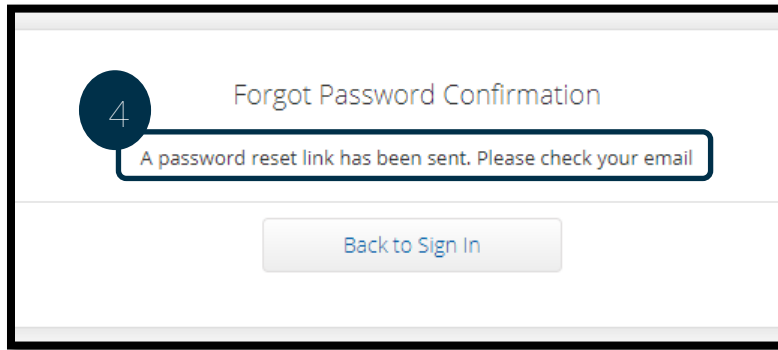 Forgot Password Confirmation
4
A password reset link has been sent. Please check your email
Back to Sign In